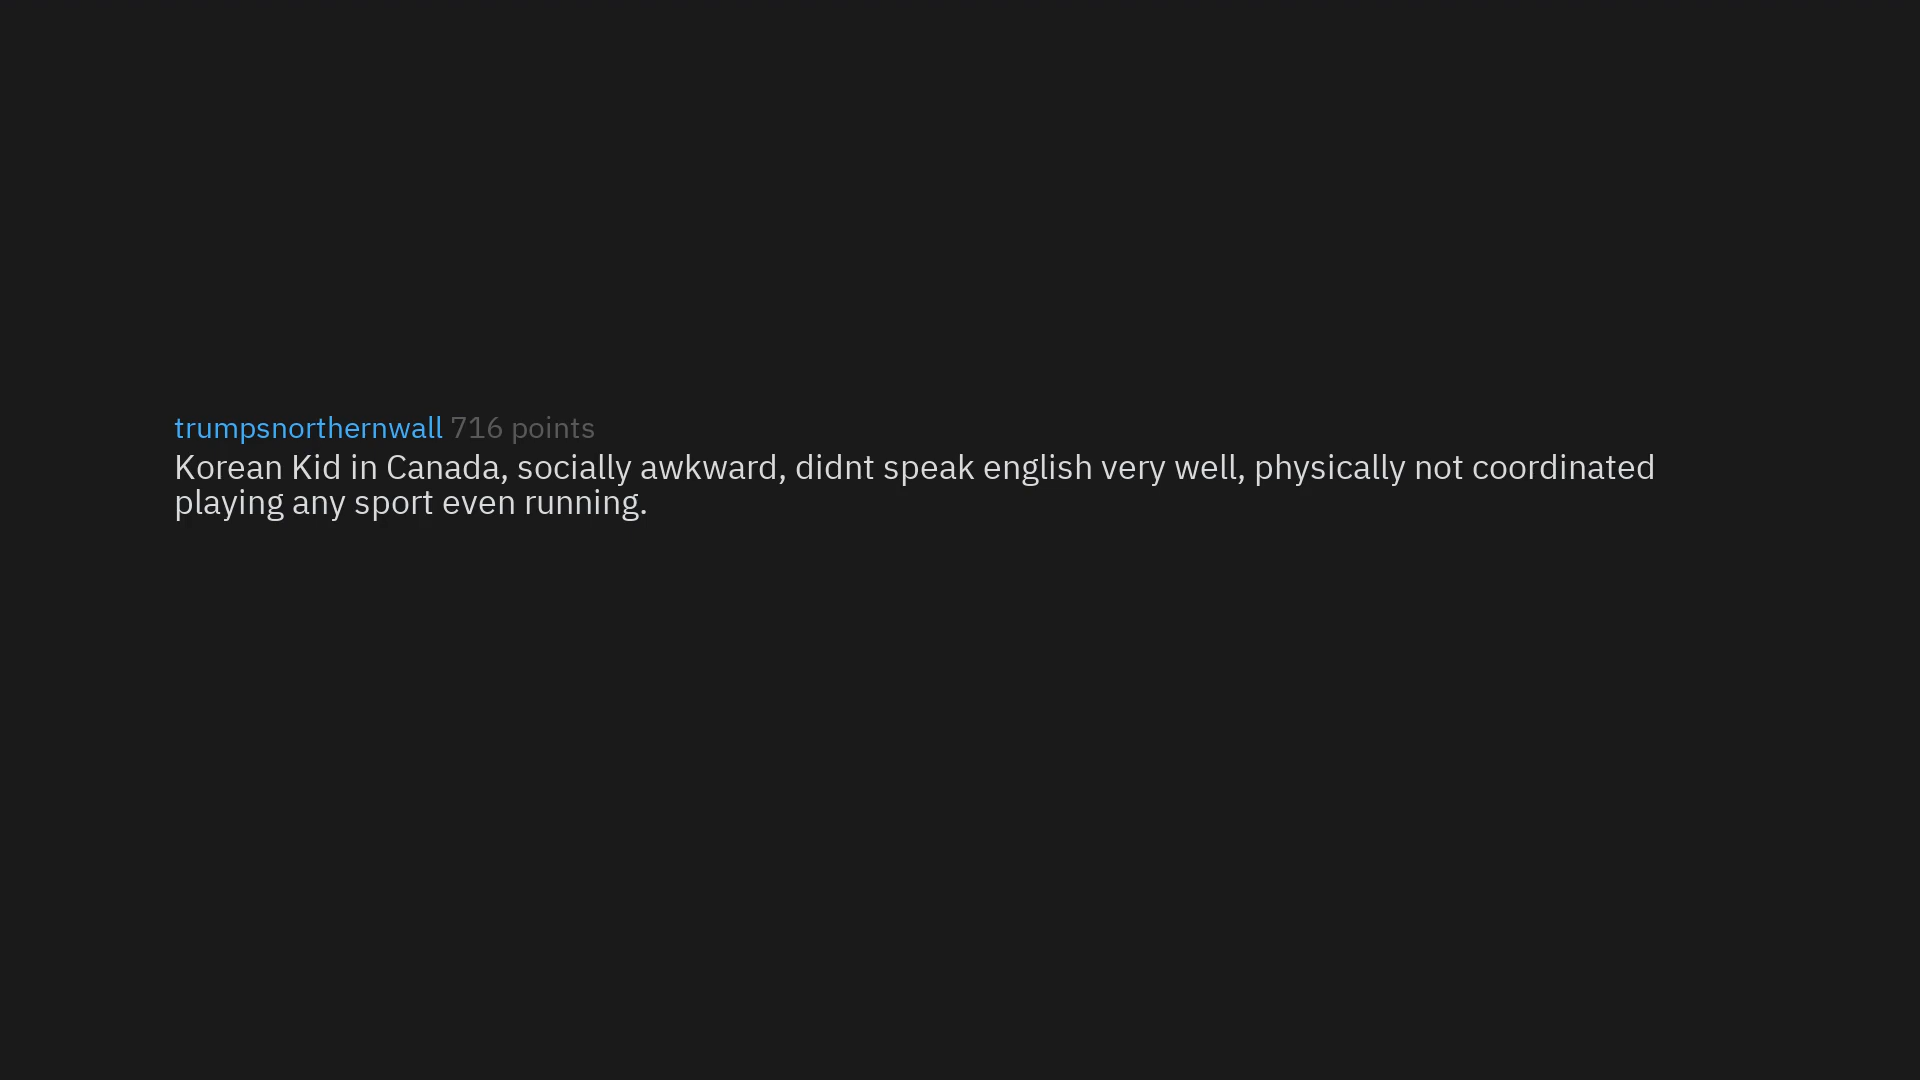 trumpsnorthernwall 716 points
Korean Kid in Canada, socially awkward, didnt speak english very well, physically not coordinated
playing any sport even running.